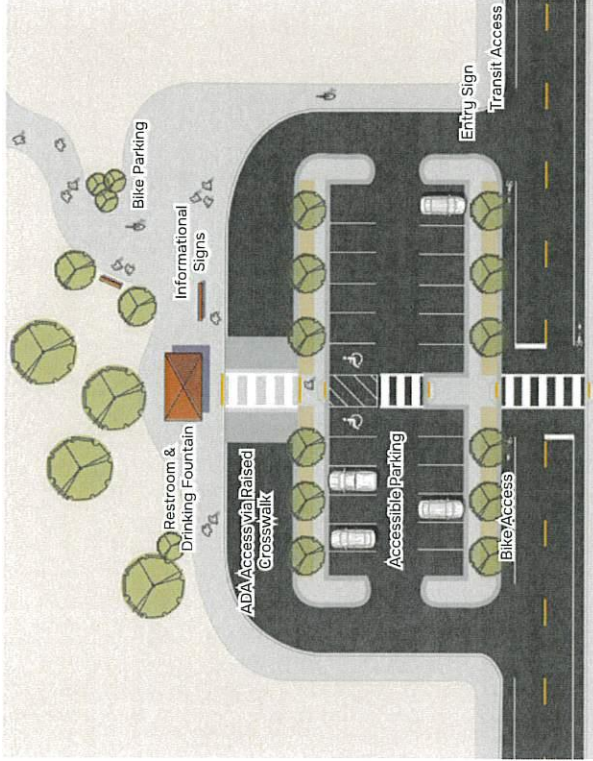 Bike Parking
Informational
Signs
Restroom &
Drinking Fountain
ADA Access via Raised
Crosswalk
Accessible Parking
Entry Sign
Transit Access
Bike Access